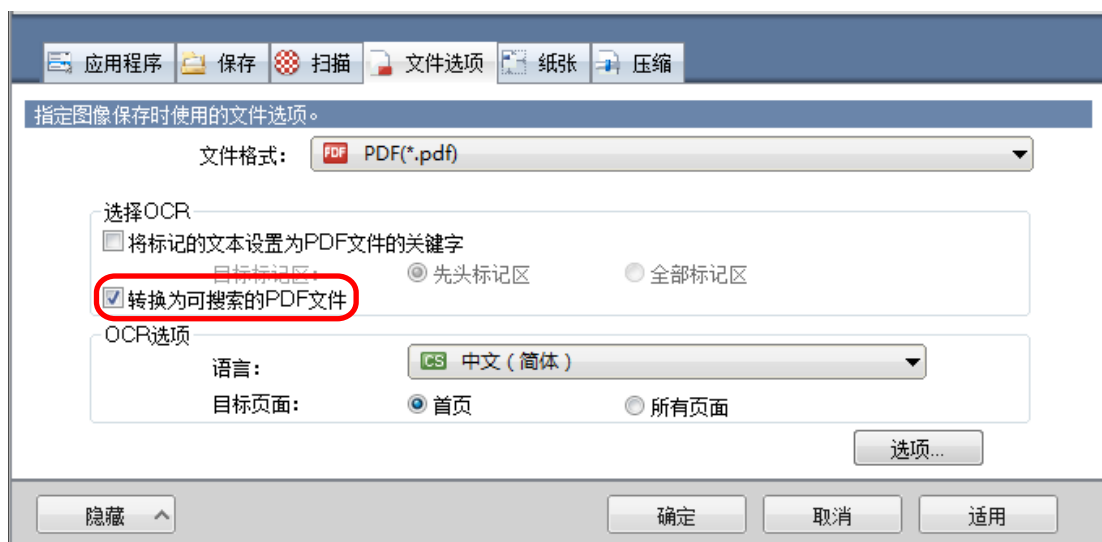 应用程序 保存 扫描 文件选项 纸张 压缩
指定图像保存时使用的文件选项。
文件格式: PDF PDF(*.pdf)
选择OCR
将标记的文本设置为PDF文件的关键字
目标标记区: 先头标记区 全部标记区
转换为可搜索的PDF文件
OCR选项
语言: CS 中文(简体)
目标页面: 首页 所有页面
选项...
隐藏 确定 取消 适用